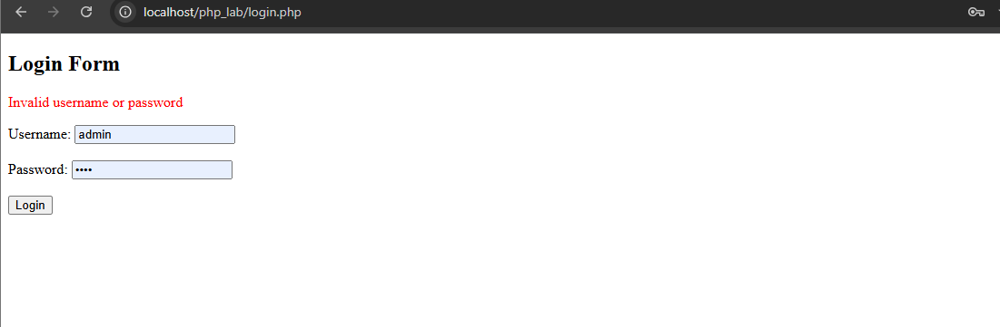 localhost/php_lab/login.php
Login Form
Invalid username or password
Username: admin
Password: ••••
Login